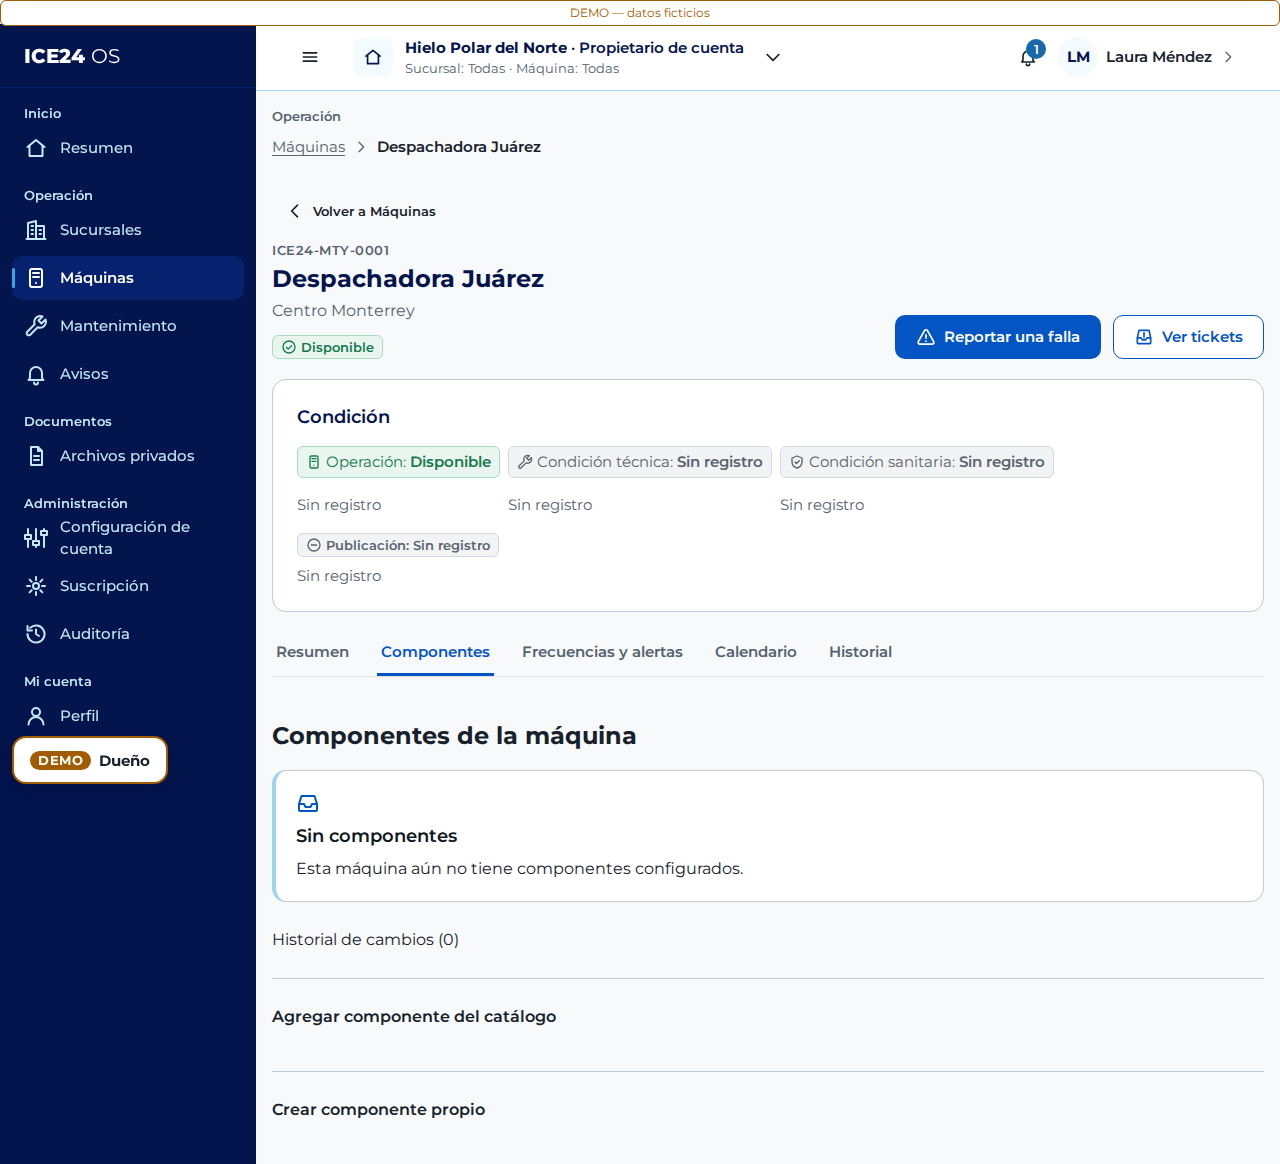 DEMO — datos ficticios
ICE24 OS
Inicio
Resumen
Operación
Sucursales
Máquinas
Mantenimiento
Avisos
Documentos
Archivos privados
Administración
Configuración de
cuenta
Suscripción
Auditoría
Mi cuenta
Perfil
DEMO Dueño
Hielo Polar del Norte · Propietario de cuenta
Sucursal: Todas · Máquina: Todas
1
LM Laura Méndez
Operación
Máquinas > Despachadora Juárez
Volver a Máquinas
ICE24-MTY-0001
Despachadora Juárez
Centro Monterrey
Disponible
Reportar una falla
Ver tickets
Condición
Operación: Disponible
Condición técnica: Sin registro
Condición sanitaria: Sin registro
Sin registro
Sin registro
Sin registro
Publicación: Sin registro
Sin registro
Resumen
Componentes
Frecuencias y alertas
Calendario
Historial
Componentes de la máquina
Sin componentes
Esta máquina aún no tiene componentes configurados.
Historial de cambios (0)
Agregar componente del catálogo
Crear componente propio